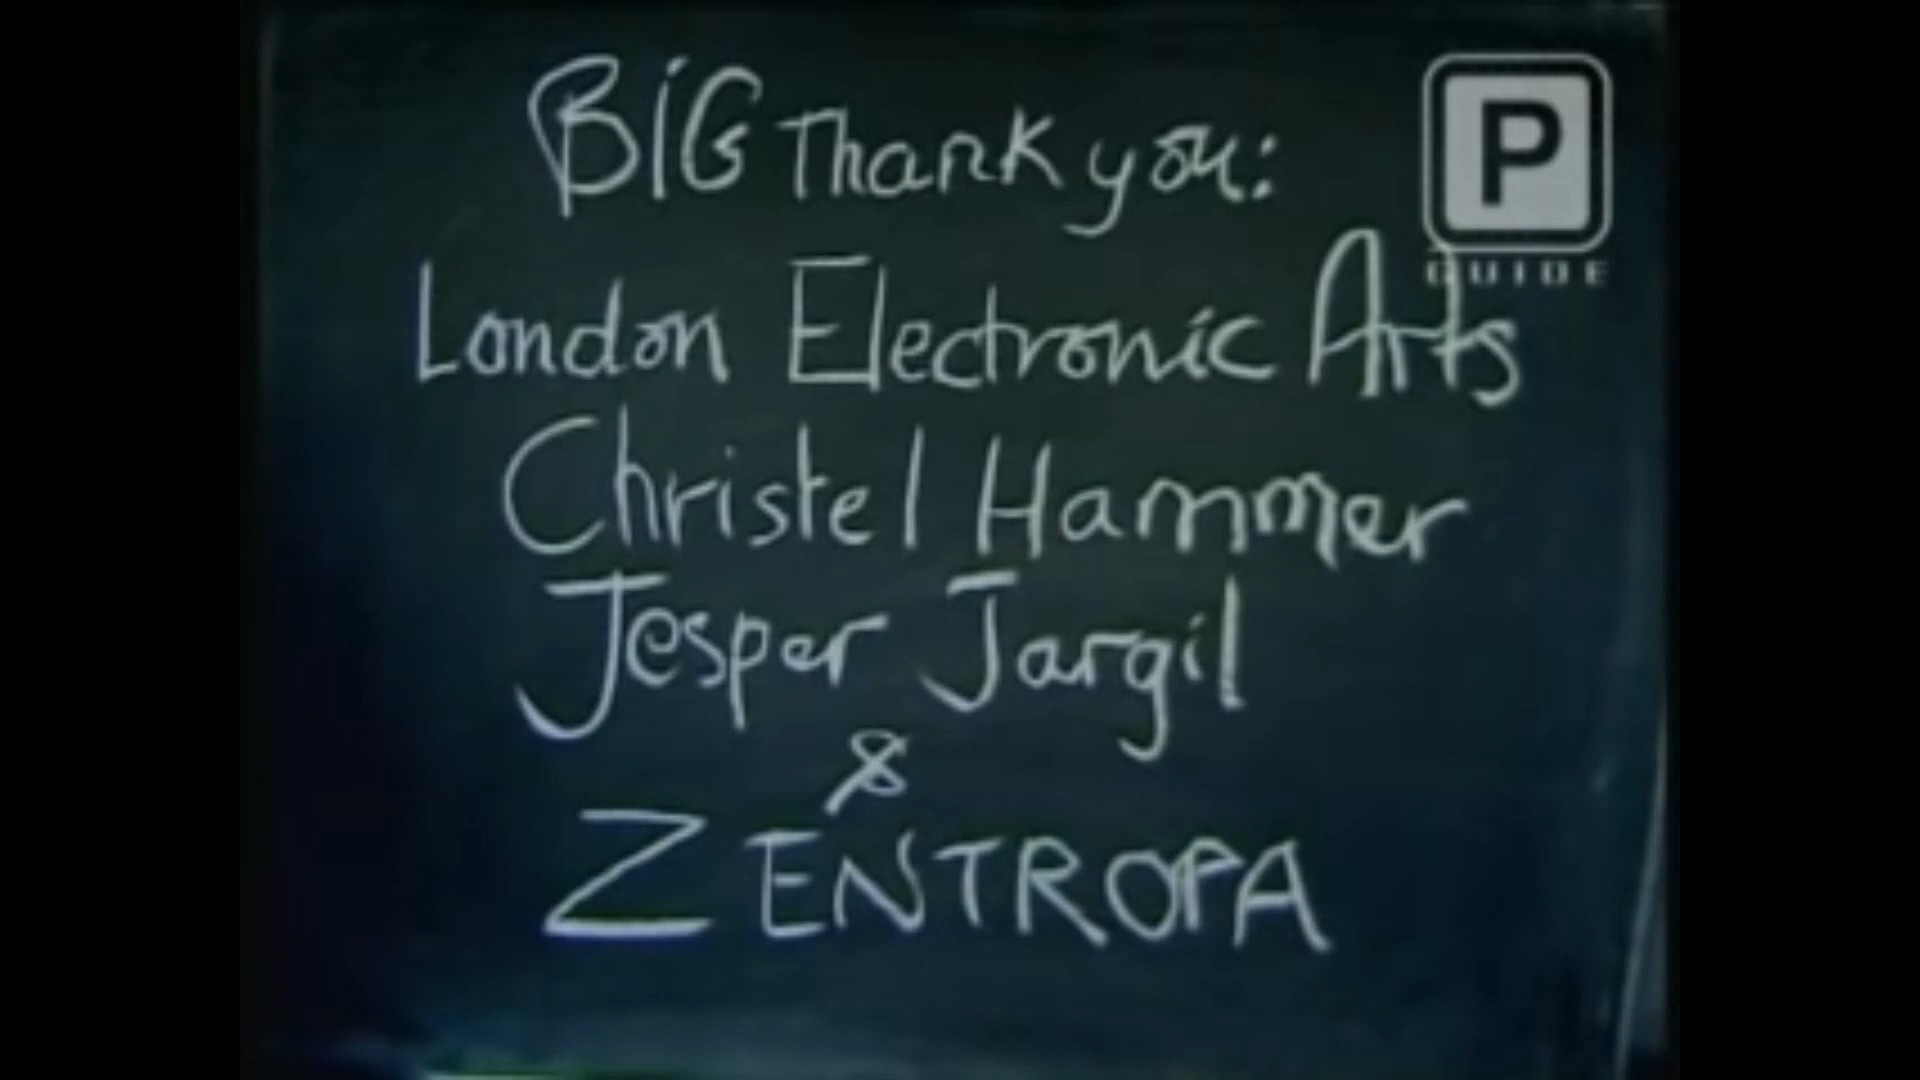 BIG Thank you:
P
GUIDE
London Electronic Arts
Christel Hammer
Jesper Jargil
&
ZENTROPA